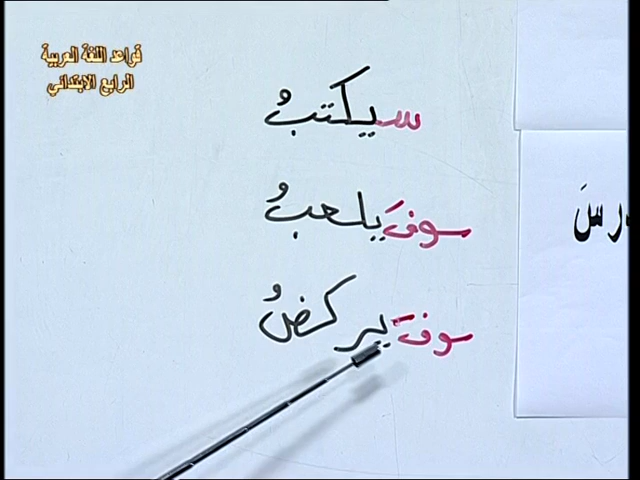 قواعد اللغة العربية
الرابع الابتدائي
سيكتبُ
سوفَ يلعبُ
سوفَ يركضُ
درسَ